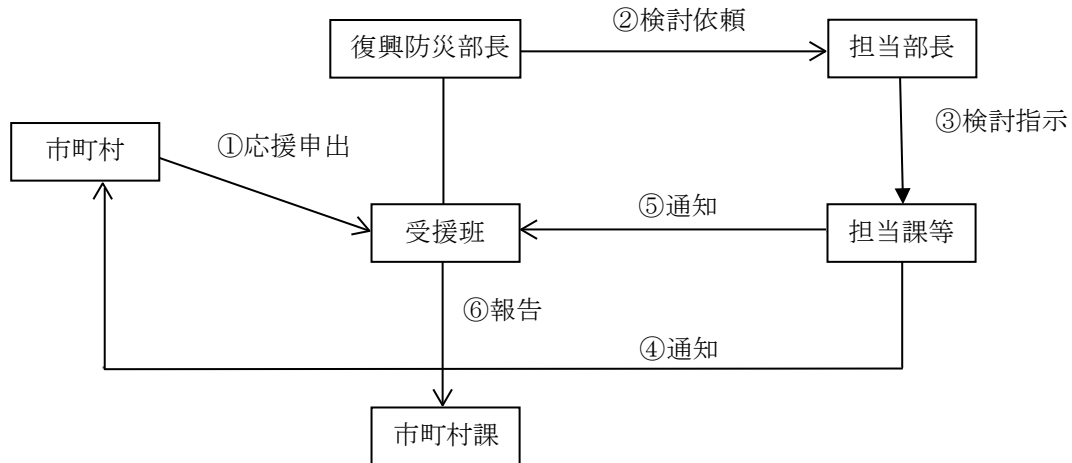 ②検討依頼
復興防災部長
担当部長
③検討指示
市町村
①応援申出
⑤通知
受援班
担当課等
⑥報告
④通知
市町村課